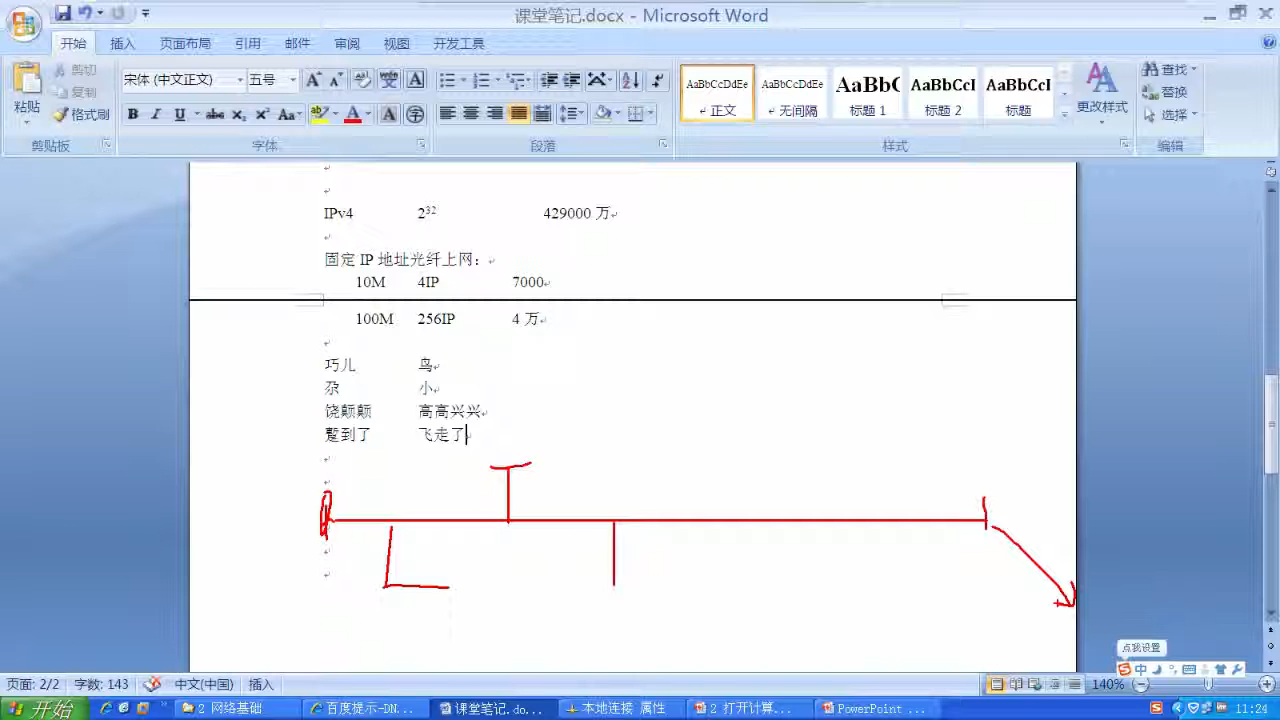 课堂笔记.docx - Microsoft Word
开始 插入 页面布局 引用 邮件 审阅 视图 开发工具
粘贴 剪切 复制 格式刷
宋体 (中文正文) 五号
AaBbCcDdEe AaBbCcDdEe AaBbC AaBbCcI AaBbCcI
正文 无间隔 标题 1 标题 2 标题
更改样式
查找 替换 选择
剪贴板 字体 段落 样式 编辑
IPv4 2³² 429000 万
固定 IP 地址光纤上网：
10M 4IP 7000
100M 256IP 4 万
巧儿 鸟
尕 小
饶颠颠 高高兴兴
踅到了 飞走了
点我设置
中
页面: 2/2 字数: 143 中文(中国) 插入 140%
开始 2 网络基础 百度提示-DN... 课堂笔记.do... 本地连接 属性 2 打开计算... PowerPoint ... 11:24